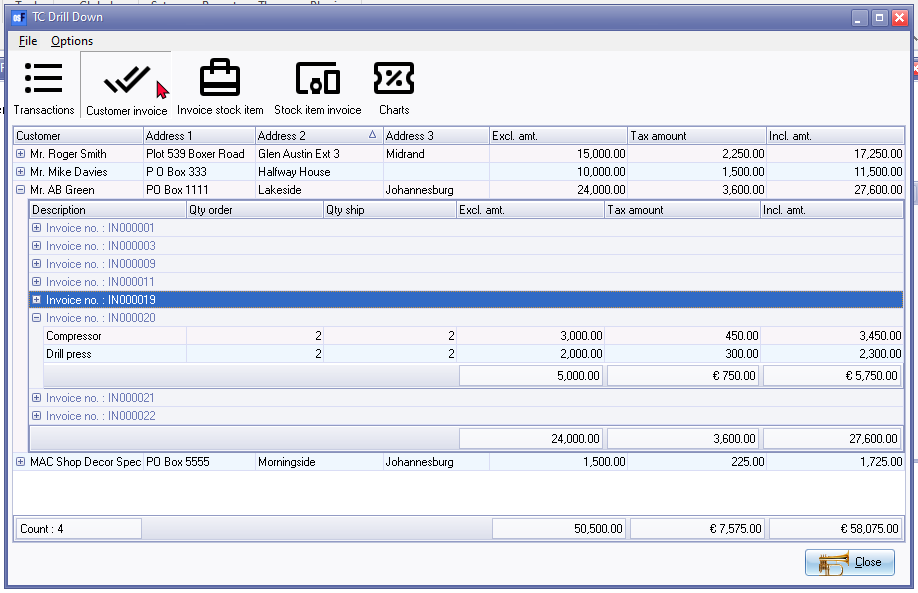 TC Drill Down
File Options
Transactions Customer invoice Invoice stock item Stock item invoice Charts
Customer Address 1 Address 2 Address 3 Excl. amt. Tax amount Incl. amt.
Mr. Roger Smith Plot 539 Boxer Road Glen Austin Ext 3 Midrand 15,000.00 2,250.00 17,250.00
Mr. Mike Davies P O Box 333 Halfway House 10,000.00 1,500.00 11,500.00
Mr. AB Green PO Box 1111 Lakeside Johannesburg 24,000.00 3,600.00 27,600.00
Description Qty order Qty ship Excl. amt. Tax amount Incl. amt.
Invoice no. : IN000001
Invoice no. : IN000003
Invoice no. : IN000009
Invoice no. : IN000011
Invoice no. : IN000019
Invoice no. : IN000020
Compressor 2 2 3,000.00 450.00 3,450.00
Drill press 2 2 2,000.00 300.00 2,300.00
5,000.00 € 750.00 € 5,750.00
Invoice no. : IN000021
Invoice no. : IN000022
24,000.00 3,600.00 27,600.00
MAC Shop Decor Spec PO Box 5555 Morningside Johannesburg 1,500.00 225.00 1,725.00
Count : 4 50,500.00 € 7,575.00 € 58,075.00
Close